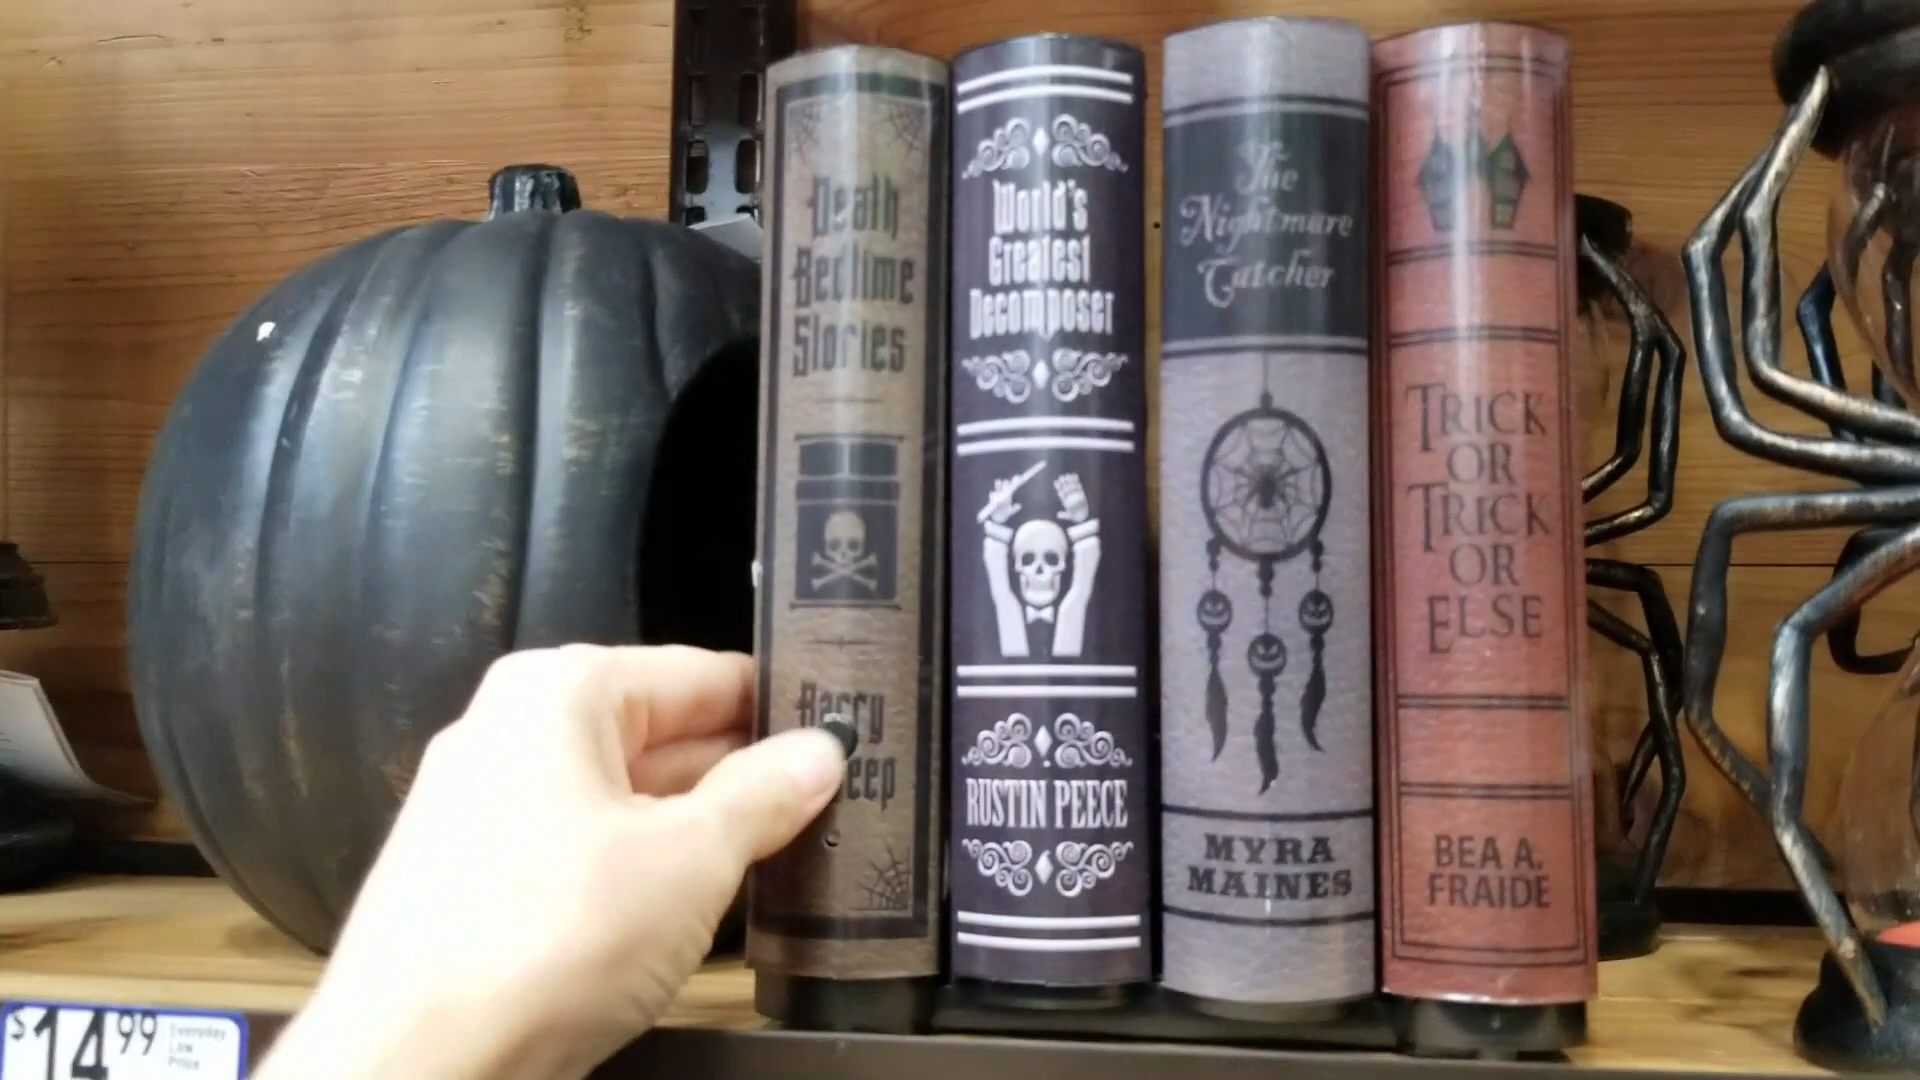 Death
Bedtime
Stories
Barry
World's
Greatest
Decomposer
RUSTIN PEECE
The
Nightmare
Catcher
MYRA
MAINES
TRICK
OR
TRICK
OR
ELSE
BEA A.
FRAIDE
$14 99
Everyday
Low
Price